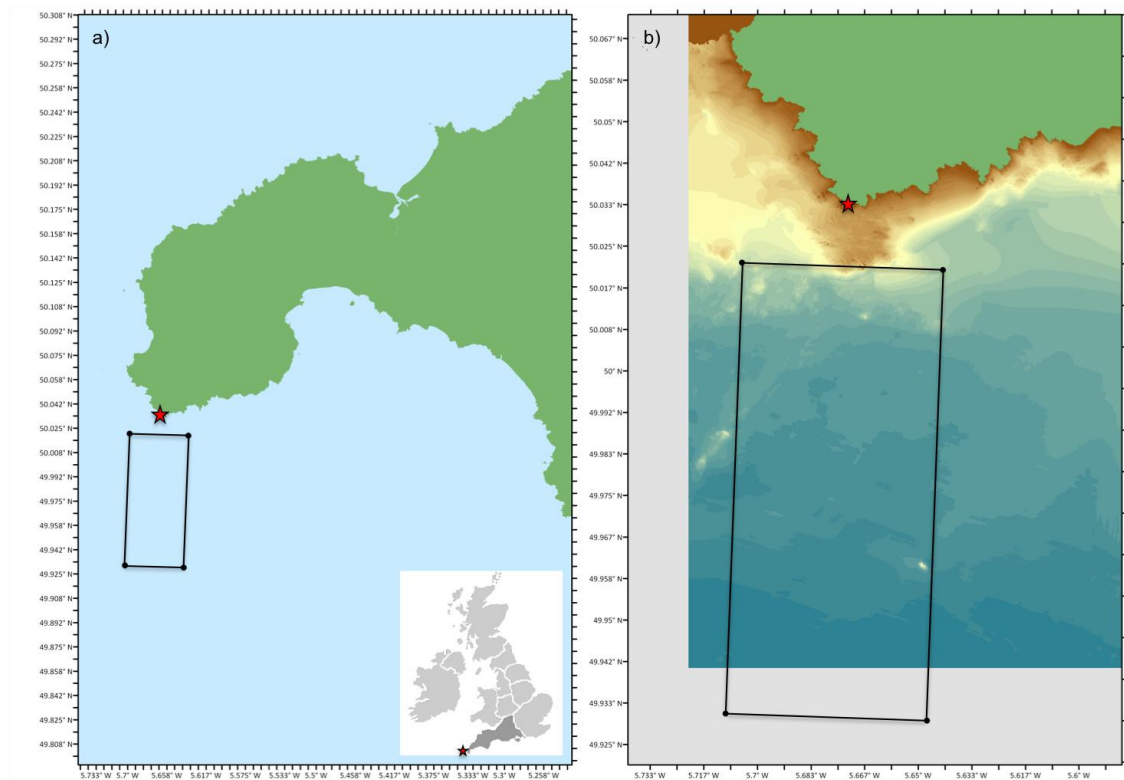 a)
50.308° N
50.292° N
50.275° N
50.258° N
50.242° N
50.225° N
50.208° N
50.192° N
50.175° N
50.158° N
50.142° N
50.125° N
50.108° N
50.092° N
50.075° N
50.058° N
50.042° N
50.025° N
50.008° N
49.992° N
49.975° N
49.958° N
49.942° N
49.925° N
49.908° N
49.892° N
49.875° N
49.858° N
49.842° N
49.825° N
49.808° N
5.733° W 5.7° W 5.658° W 5.617° W 5.575° W 5.5° W 5.458° W 5.417° W 5.375° W 5.333° W 5.3° W 5.258° W
b)
50.067° N
50.058° N
50.05° N
50.042° N
50.033° N
50.025° N
50.017° N
50.008° N
50° N
49.992° N
49.983° N
49.975° N
49.967° N
49.958° N
49.95° N
49.942° N
49.933° N
49.925° N
5.733° W 5.717° W 5.7° W 5.683° W 5.667° W 5.65° W 5.633° W 5.617° W 5.6° W